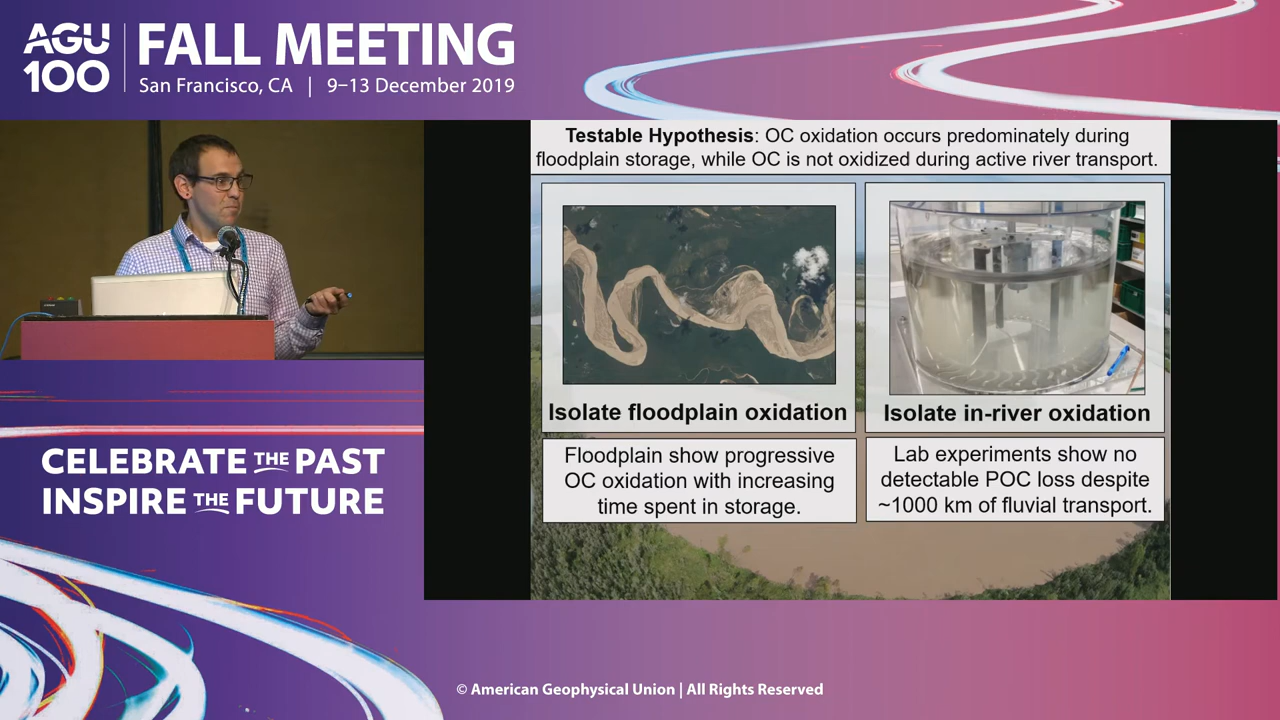 AGU
100
FALL MEETING
San Francisco, CA | 9–13 December 2019
Testable Hypothesis: OC oxidation occurs predominately during
floodplain storage, while OC is not oxidized during active river transport.
Isolate floodplain oxidation
Isolate in-river oxidation
Floodplain show progressive
OC oxidation with increasing
time spent in storage.
Lab experiments show no
detectable POC loss despite
~1000 km of fluvial transport.
CELEBRATE THE PAST
INSPIRE THE FUTURE
© American Geophysical Union | All Rights Reserved